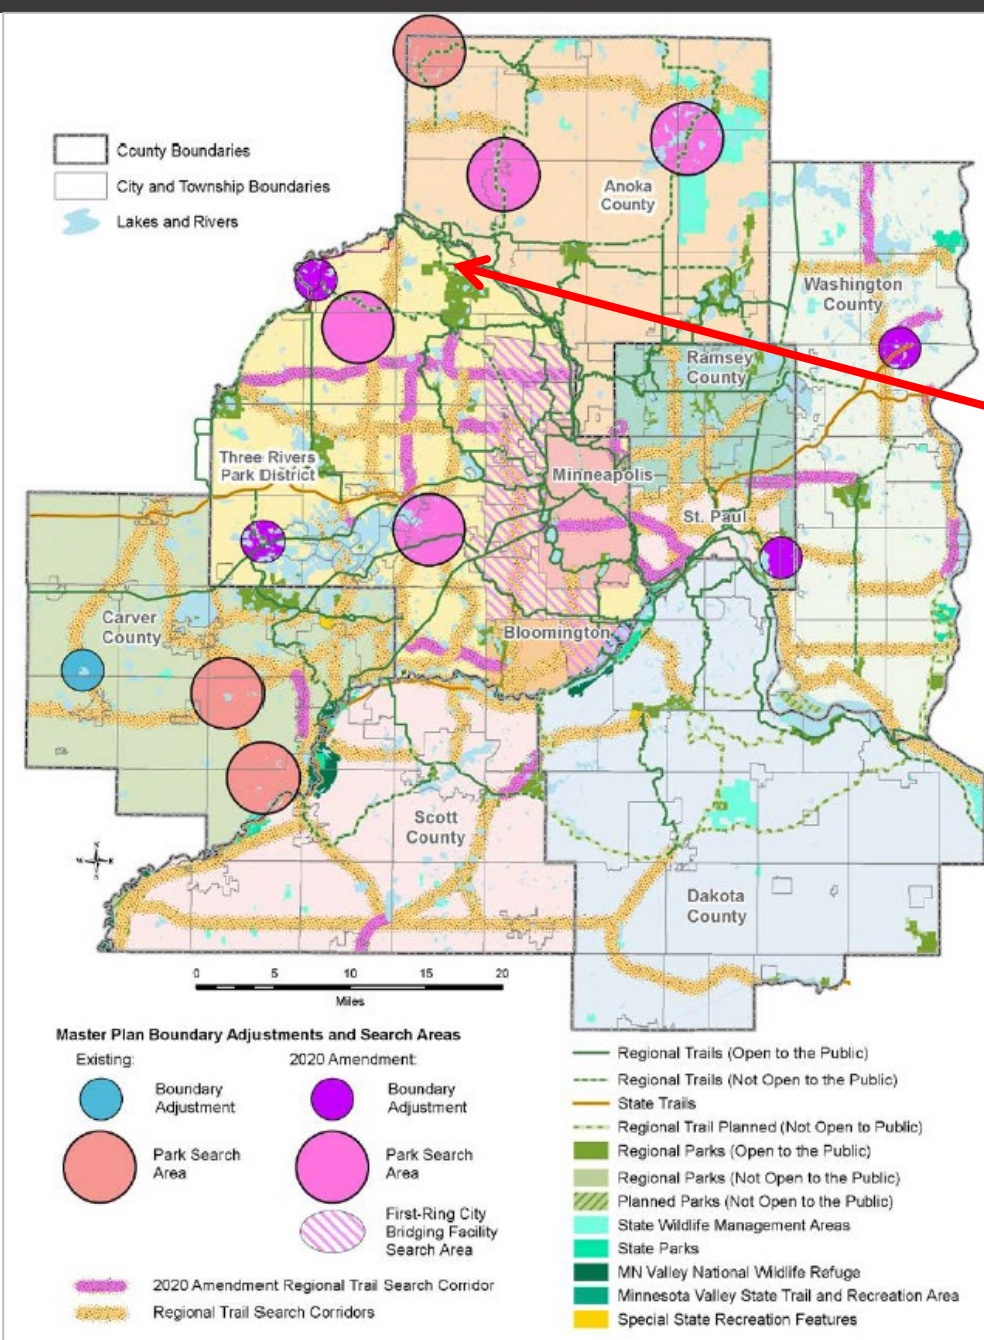 County Boundaries
City and Township Boundaries
Lakes and Rivers
Anoka
County
Washington
County
Ramsey
County
Three Rivers
Park District
Minneapolis
St. Paul
Carver
County
Bloomington
Scott
County
Dakota
County
0 5 10 15 20
Miles
Master Plan Boundary Adjustments and Search Areas
Existing:
Boundary
Adjustment
Park Search
Area
2020 Amendment:
Boundary
Adjustment
Park Search
Area
First-Ring City
Bridging Facility
Search Area
2020 Amendment Regional Trail Search Corridor
Regional Trail Search Corridors
Regional Trails (Open to the Public)
Regional Trails (Not Open to the Public)
State Trails
Regional Trail Planned (Not Open to Public)
Regional Parks (Open to the Public)
Regional Parks (Not Open to the Public)
Planned Parks (Not Open to the Public)
State Wildlife Management Areas
State Parks
MN Valley National Wildlife Refuge
Minnesota Valley State Trail and Recreation Area
Special State Recreation Features